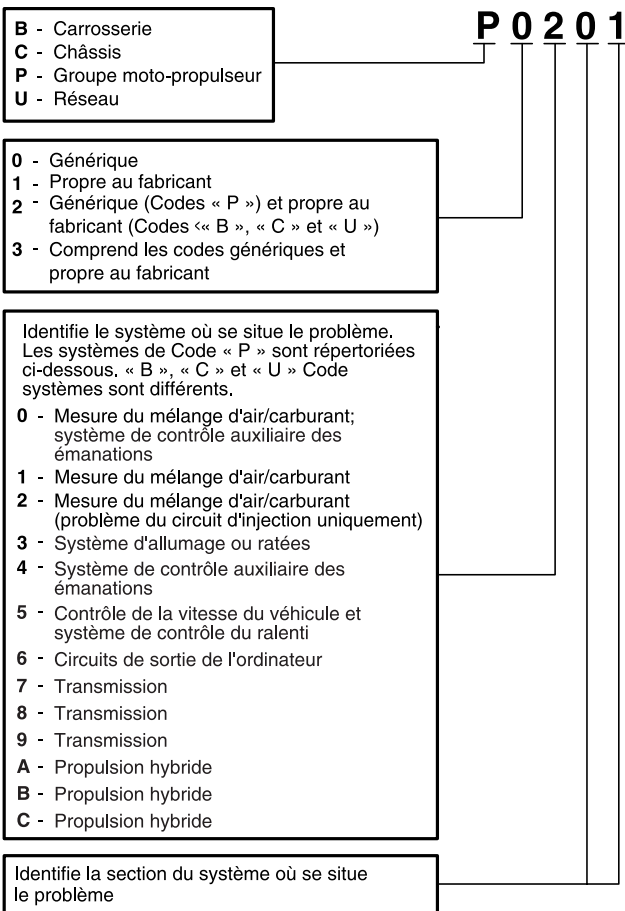 P 0 2 0 1
B - Carrosserie
C - Châssis
P - Groupe moto-propulseur
U - Réseau
0 - Générique
1 - Propre au fabricant
2 - Générique (Codes « P ») et propre au
fabricant (Codes « B », « C » et « U »)
3 - Comprend les codes génériques et
propre au fabricant
Identifie le système où se situe le problème.
Les systèmes de Code « P » sont répertoriées
ci-dessous. « B », « C » et « U » Code
systèmes sont différents.
0 - Mesure du mélange d'air/carburant;
système de contrôle auxiliaire des
émanations
1 - Mesure du mélange d'air/carburant
2 - Mesure du mélange d'air/carburant
(problème du circuit d'injection uniquement)
3 - Système d'allumage ou ratées
4 - Système de contrôle auxiliaire des
émanations
5 - Contrôle de la vitesse du véhicule et
système de contrôle du ralenti
6 - Circuits de sortie de l'ordinateur
7 - Transmission
8 - Transmission
9 - Transmission
A - Propulsion hybride
B - Propulsion hybride
C - Propulsion hybride
Identifie la section du système où se situe
le problème